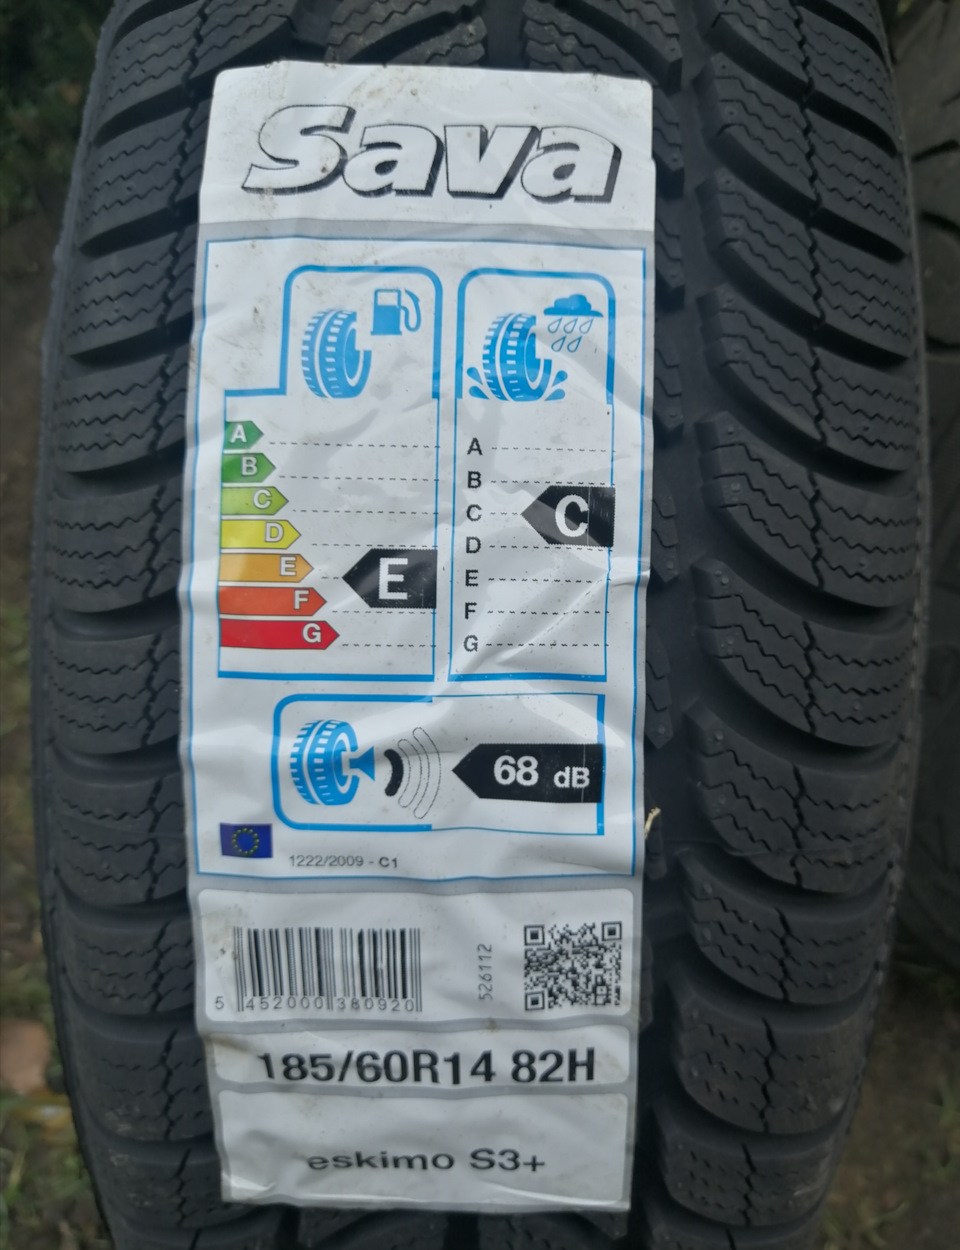 Sava
A
B
C
D
E
F
G
E
A
B
C
D
E
F
G
C
68 dB
1222/2009 - C1
5 452000 380920
526112
185/60R14 82H
eskimo S3+